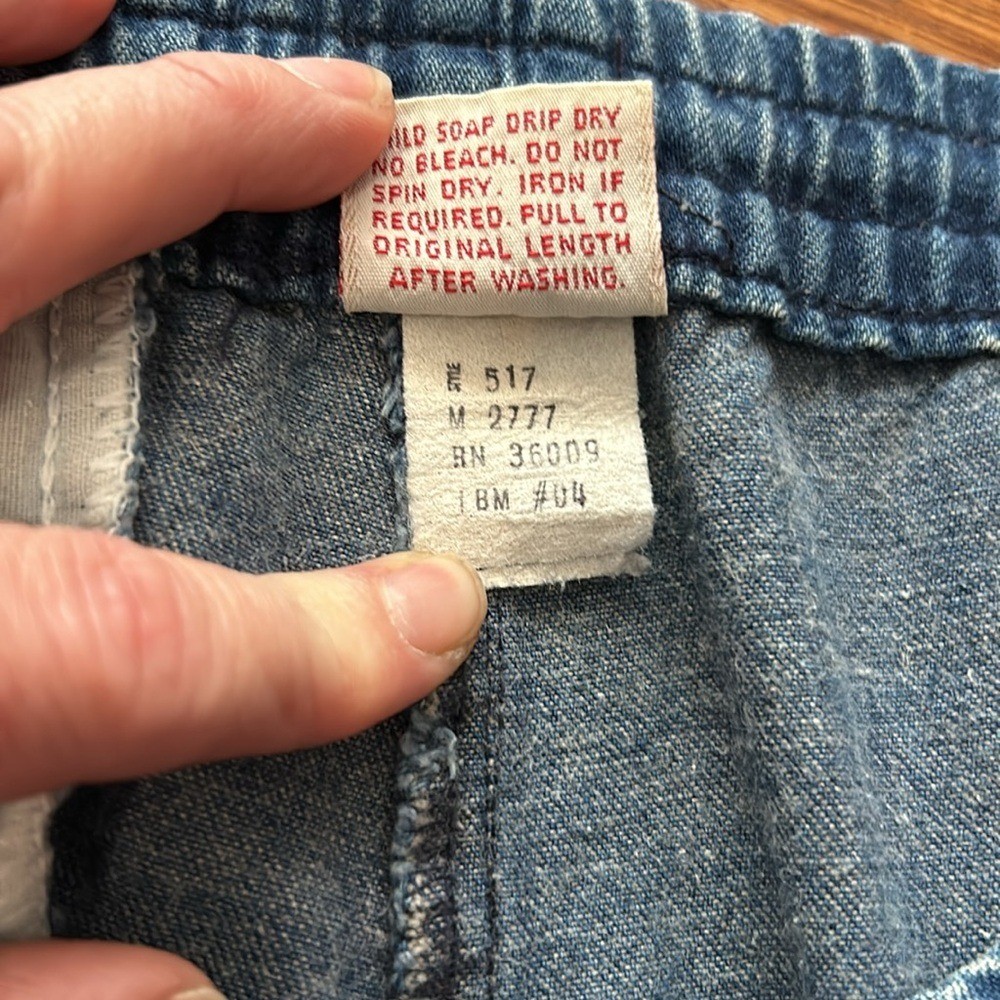 MILD SOAP DRIP DRY
NO BLEACH. DO NOT
SPIN DRY. IRON IF
REQUIRED. PULL TO
ORIGINAL LENGTH
AFTER WASHING.
517
M 2777
RN 36009
BM #04